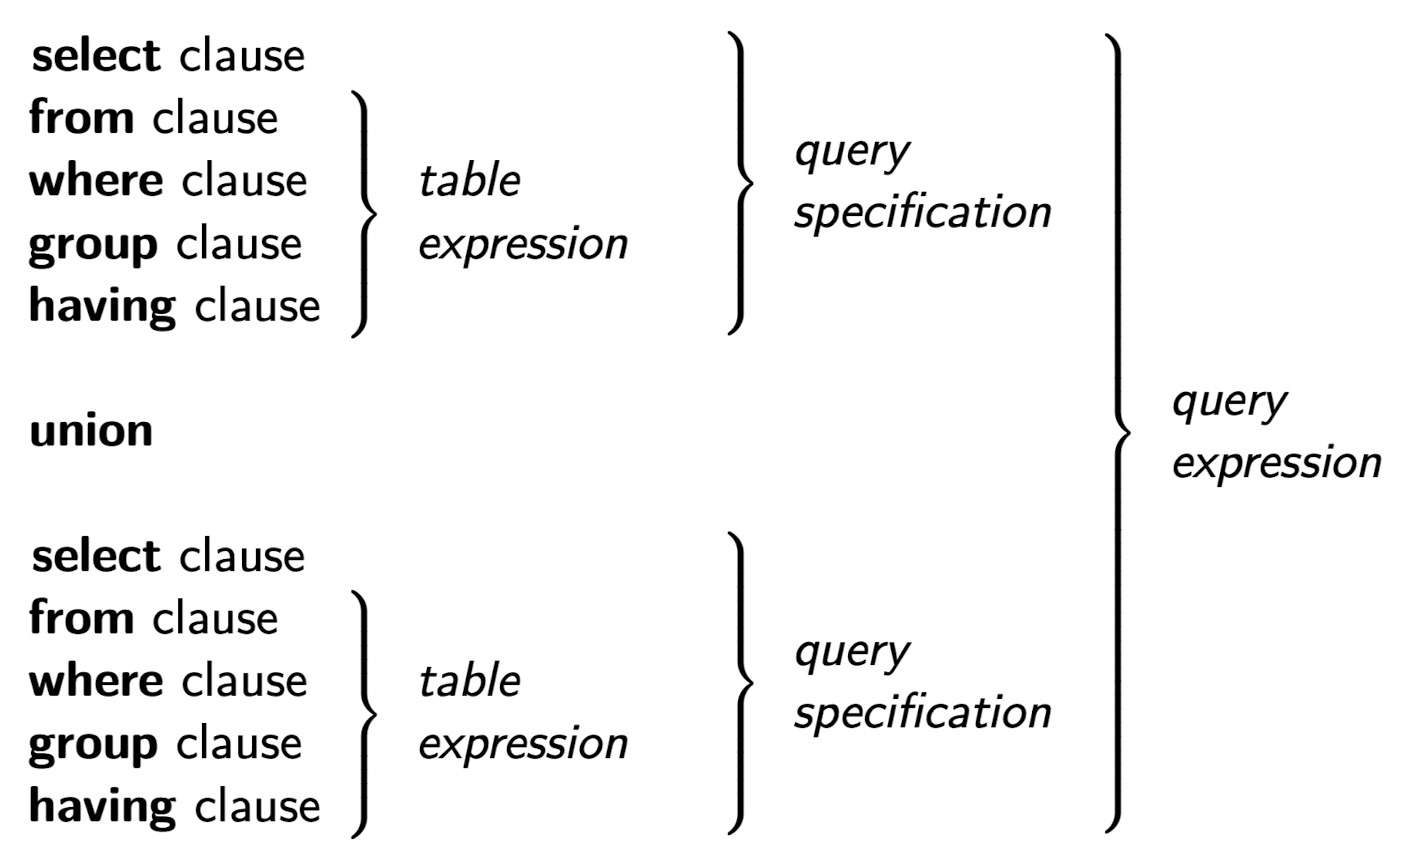 select clause
from clause
where clause
group clause
having clause
table
expression
query
specification
union
query
expression
select clause
from clause
where clause
group clause
having clause
table
expression
query
specification